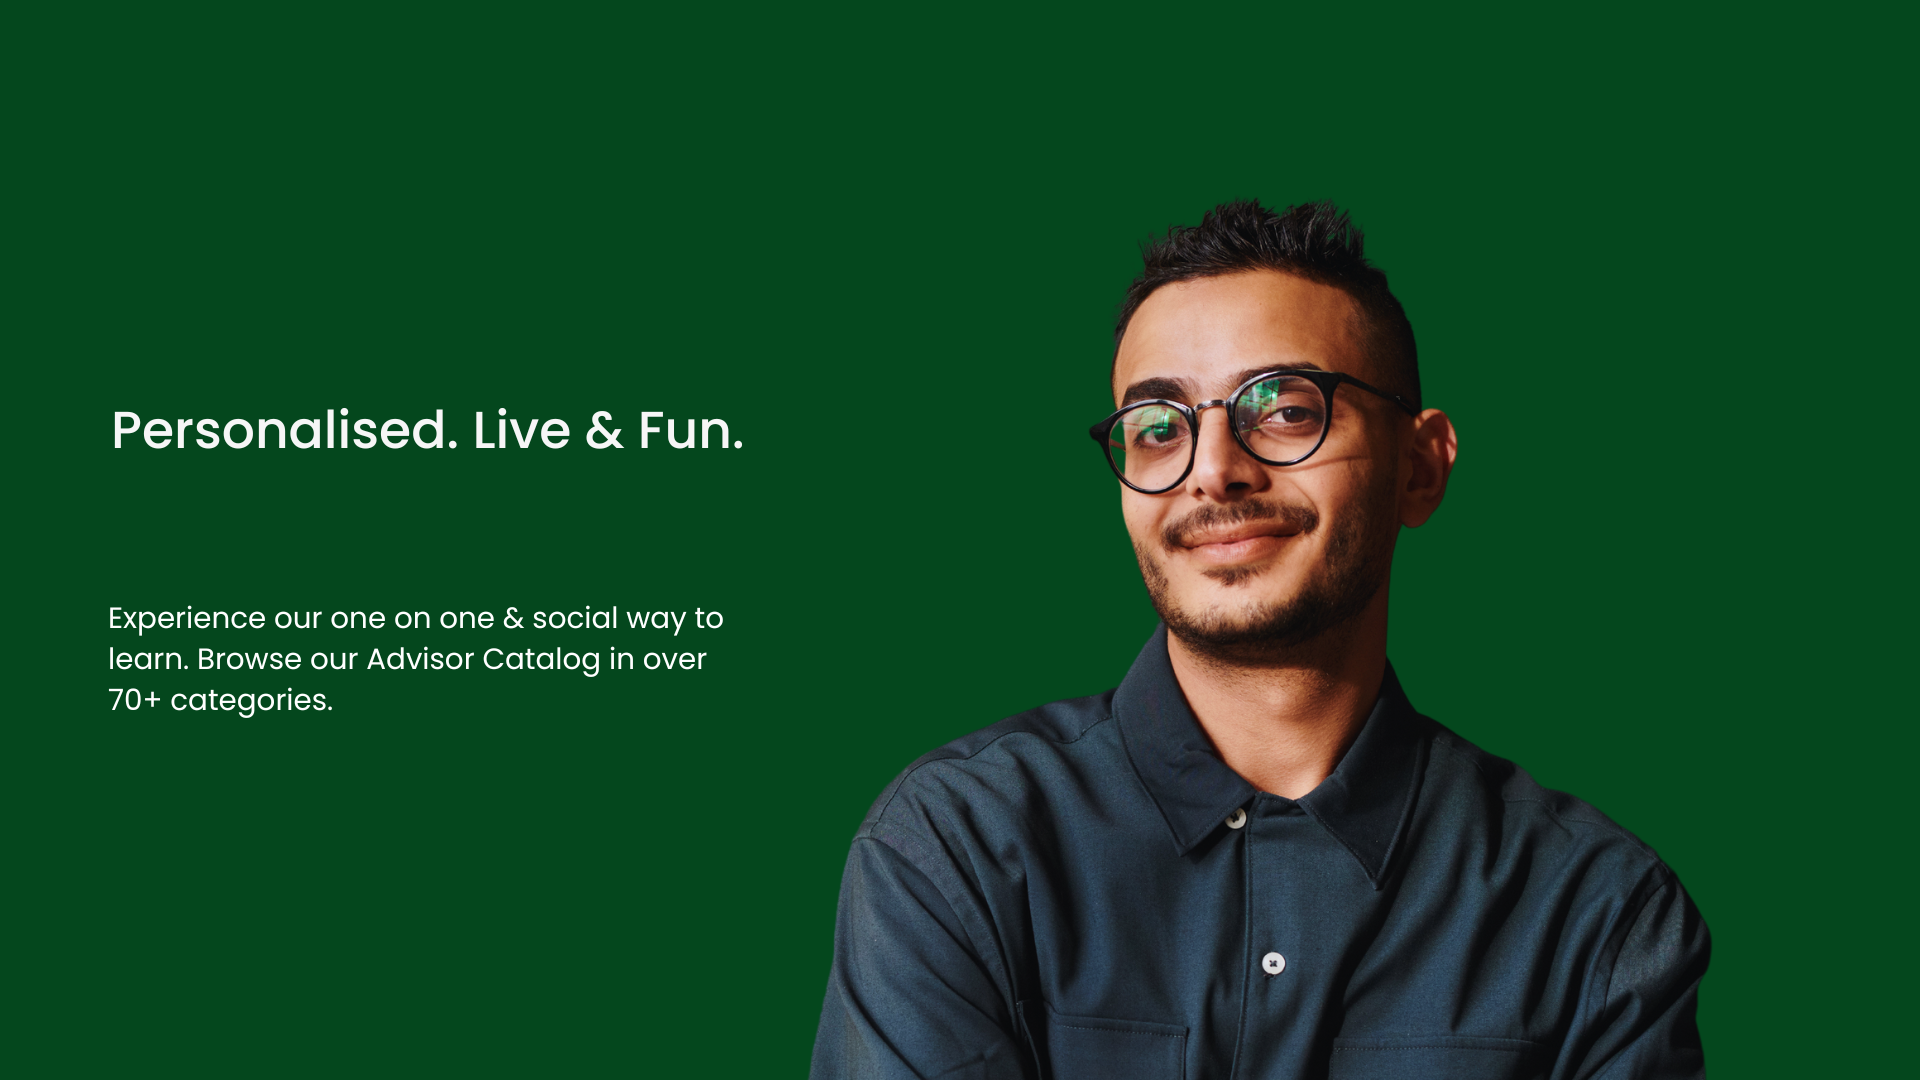 Personalised. Live & Fun.
Experience our one on one & social way to
learn. Browse our Advisor Catalog in over
70+ categories.